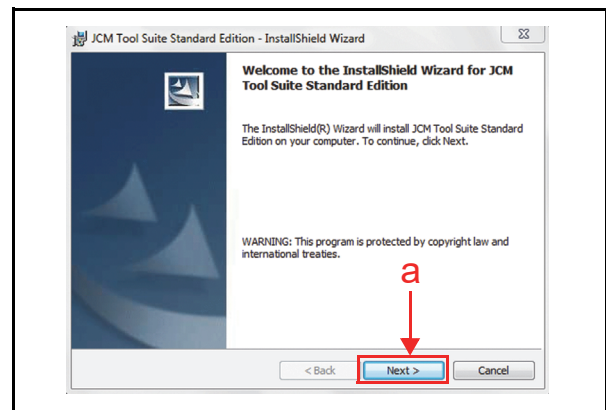 JCM Tool Suite Standard Edition - InstallShield Wizard
Welcome to the InstallShield Wizard for JCM
Tool Suite Standard Edition
The InstallShield(R) Wizard will install JCM Tool Suite Standard
Edition on your computer. To continue, click Next.
WARNING: This program is protected by copyright law and
international treaties.
a
< Back Next > Cancel